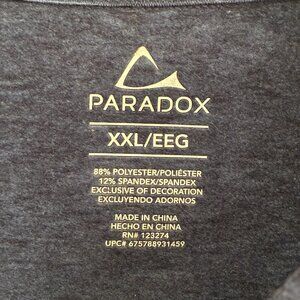 PARADOX
XXL/EEG
88% POLYESTER/POLIÉSTER
12% SPANDEX/SPANDEX
EXCLUSIVE OF DECORATION
EXCLUYENDO ADORNOS
MADE IN CHINA
HECHO EN CHINA
RN# 123274
UPC# 675788931459